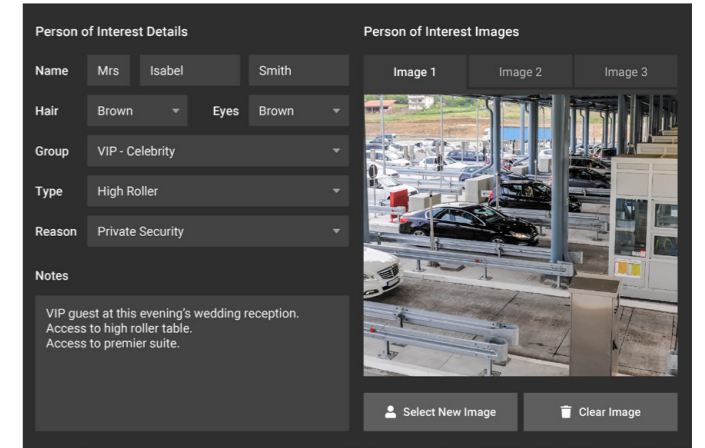 Person of Interest Details
Name Mrs Isabel Smith
Hair Brown Eyes Brown
Group VIP - Celebrity
Type High Roller
Reason Private Security
Notes
VIP guest at this evening's wedding reception.
Access to high roller table.
Access to premier suite.
Person of Interest Images
Image 1 Image 2 Image 3
Select New Image Clear Image